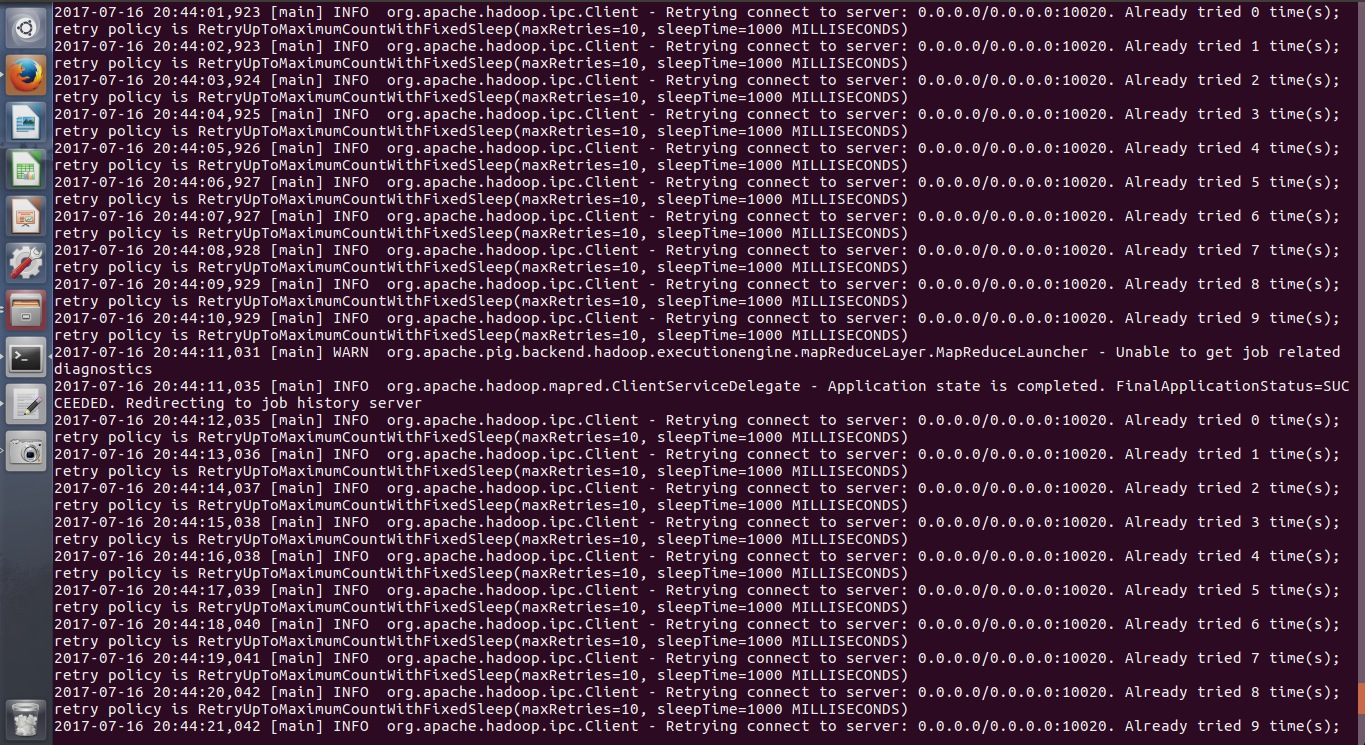 2017-07-16 20:44:01,923 [main] INFO  org.apache.hadoop.ipc.Client - Retrying connect to server: 0.0.0.0/0.0.0.0:10020. Already tried 0 time(s);
retry policy is RetryUpToMaximumCountWithFixedSleep(maxRetries=10, sleepTime=1000 MILLISECONDS)
2017-07-16 20:44:02,923 [main] INFO  org.apache.hadoop.ipc.Client - Retrying connect to server: 0.0.0.0/0.0.0.0:10020. Already tried 1 time(s);
retry policy is RetryUpToMaximumCountWithFixedSleep(maxRetries=10, sleepTime=1000 MILLISECONDS)
2017-07-16 20:44:03,924 [main] INFO  org.apache.hadoop.ipc.Client - Retrying connect to server: 0.0.0.0/0.0.0.0:10020. Already tried 2 time(s);
retry policy is RetryUpToMaximumCountWithFixedSleep(maxRetries=10, sleepTime=1000 MILLISECONDS)
2017-07-16 20:44:04,925 [main] INFO  org.apache.hadoop.ipc.Client - Retrying connect to server: 0.0.0.0/0.0.0.0:10020. Already tried 3 time(s);
retry policy is RetryUpToMaximumCountWithFixedSleep(maxRetries=10, sleepTime=1000 MILLISECONDS)
2017-07-16 20:44:05,926 [main] INFO  org.apache.hadoop.ipc.Client - Retrying connect to server: 0.0.0.0/0.0.0.0:10020. Already tried 4 time(s);
retry policy is RetryUpToMaximumCountWithFixedSleep(maxRetries=10, sleepTime=1000 MILLISECONDS)
2017-07-16 20:44:06,927 [main] INFO  org.apache.hadoop.ipc.Client - Retrying connect to server: 0.0.0.0/0.0.0.0:10020. Already tried 5 time(s);
retry policy is RetryUpToMaximumCountWithFixedSleep(maxRetries=10, sleepTime=1000 MILLISECONDS)
2017-07-16 20:44:07,927 [main] INFO  org.apache.hadoop.ipc.Client - Retrying connect to server: 0.0.0.0/0.0.0.0:10020. Already tried 6 time(s);
retry policy is RetryUpToMaximumCountWithFixedSleep(maxRetries=10, sleepTime=1000 MILLISECONDS)
2017-07-16 20:44:08,928 [main] INFO  org.apache.hadoop.ipc.Client - Retrying connect to server: 0.0.0.0/0.0.0.0:10020. Already tried 7 time(s);
retry policy is RetryUpToMaximumCountWithFixedSleep(maxRetries=10, sleepTime=1000 MILLISECONDS)
2017-07-16 20:44:09,929 [main] INFO  org.apache.hadoop.ipc.Client - Retrying connect to server: 0.0.0.0/0.0.0.0:10020. Already tried 8 time(s);
retry policy is RetryUpToMaximumCountWithFixedSleep(maxRetries=10, sleepTime=1000 MILLISECONDS)
2017-07-16 20:44:10,929 [main] INFO  org.apache.hadoop.ipc.Client - Retrying connect to server: 0.0.0.0/0.0.0.0:10020. Already tried 9 time(s);
retry policy is RetryUpToMaximumCountWithFixedSleep(maxRetries=10, sleepTime=1000 MILLISECONDS)
2017-07-16 20:44:11,031 [main] WARN  org.apache.pig.backend.hadoop.executionengine.mapReduceLayer.MapReduceLauncher - Unable to get job related
diagnostics
2017-07-16 20:44:11,035 [main] INFO  org.apache.hadoop.mapred.ClientServiceDelegate - Application state is completed. FinalApplicationStatus=SUC
CEEDED. Redirecting to job history server
2017-07-16 20:44:12,035 [main] INFO  org.apache.hadoop.ipc.Client - Retrying connect to server: 0.0.0.0/0.0.0.0:10020. Already tried 0 time(s);
retry policy is RetryUpToMaximumCountWithFixedSleep(maxRetries=10, sleepTime=1000 MILLISECONDS)
2017-07-16 20:44:13,036 [main] INFO  org.apache.hadoop.ipc.Client - Retrying connect to server: 0.0.0.0/0.0.0.0:10020. Already tried 1 time(s);
retry policy is RetryUpToMaximumCountWithFixedSleep(maxRetries=10, sleepTime=1000 MILLISECONDS)
2017-07-16 20:44:14,037 [main] INFO  org.apache.hadoop.ipc.Client - Retrying connect to server: 0.0.0.0/0.0.0.0:10020. Already tried 2 time(s);
retry policy is RetryUpToMaximumCountWithFixedSleep(maxRetries=10, sleepTime=1000 MILLISECONDS)
2017-07-16 20:44:15,038 [main] INFO  org.apache.hadoop.ipc.Client - Retrying connect to server: 0.0.0.0/0.0.0.0:10020. Already tried 3 time(s);
retry policy is RetryUpToMaximumCountWithFixedSleep(maxRetries=10, sleepTime=1000 MILLISECONDS)
2017-07-16 20:44:16,038 [main] INFO  org.apache.hadoop.ipc.Client - Retrying connect to server: 0.0.0.0/0.0.0.0:10020. Already tried 4 time(s);
retry policy is RetryUpToMaximumCountWithFixedSleep(maxRetries=10, sleepTime=1000 MILLISECONDS)
2017-07-16 20:44:17,039 [main] INFO  org.apache.hadoop.ipc.Client - Retrying connect to server: 0.0.0.0/0.0.0.0:10020. Already tried 5 time(s);
retry policy is RetryUpToMaximumCountWithFixedSleep(maxRetries=10, sleepTime=1000 MILLISECONDS)
2017-07-16 20:44:18,040 [main] INFO  org.apache.hadoop.ipc.Client - Retrying connect to server: 0.0.0.0/0.0.0.0:10020. Already tried 6 time(s);
retry policy is RetryUpToMaximumCountWithFixedSleep(maxRetries=10, sleepTime=1000 MILLISECONDS)
2017-07-16 20:44:19,041 [main] INFO  org.apache.hadoop.ipc.Client - Retrying connect to server: 0.0.0.0/0.0.0.0:10020. Already tried 7 time(s);
retry policy is RetryUpToMaximumCountWithFixedSleep(maxRetries=10, sleepTime=1000 MILLISECONDS)
2017-07-16 20:44:20,042 [main] INFO  org.apache.hadoop.ipc.Client - Retrying connect to server: 0.0.0.0/0.0.0.0:10020. Already tried 8 time(s);
retry policy is RetryUpToMaximumCountWithFixedSleep(maxRetries=10, sleepTime=1000 MILLISECONDS)
2017-07-16 20:44:21,042 [main] INFO  org.apache.hadoop.ipc.Client - Retrying connect to server: 0.0.0.0/0.0.0.0:10020. Already tried 9 time(s);